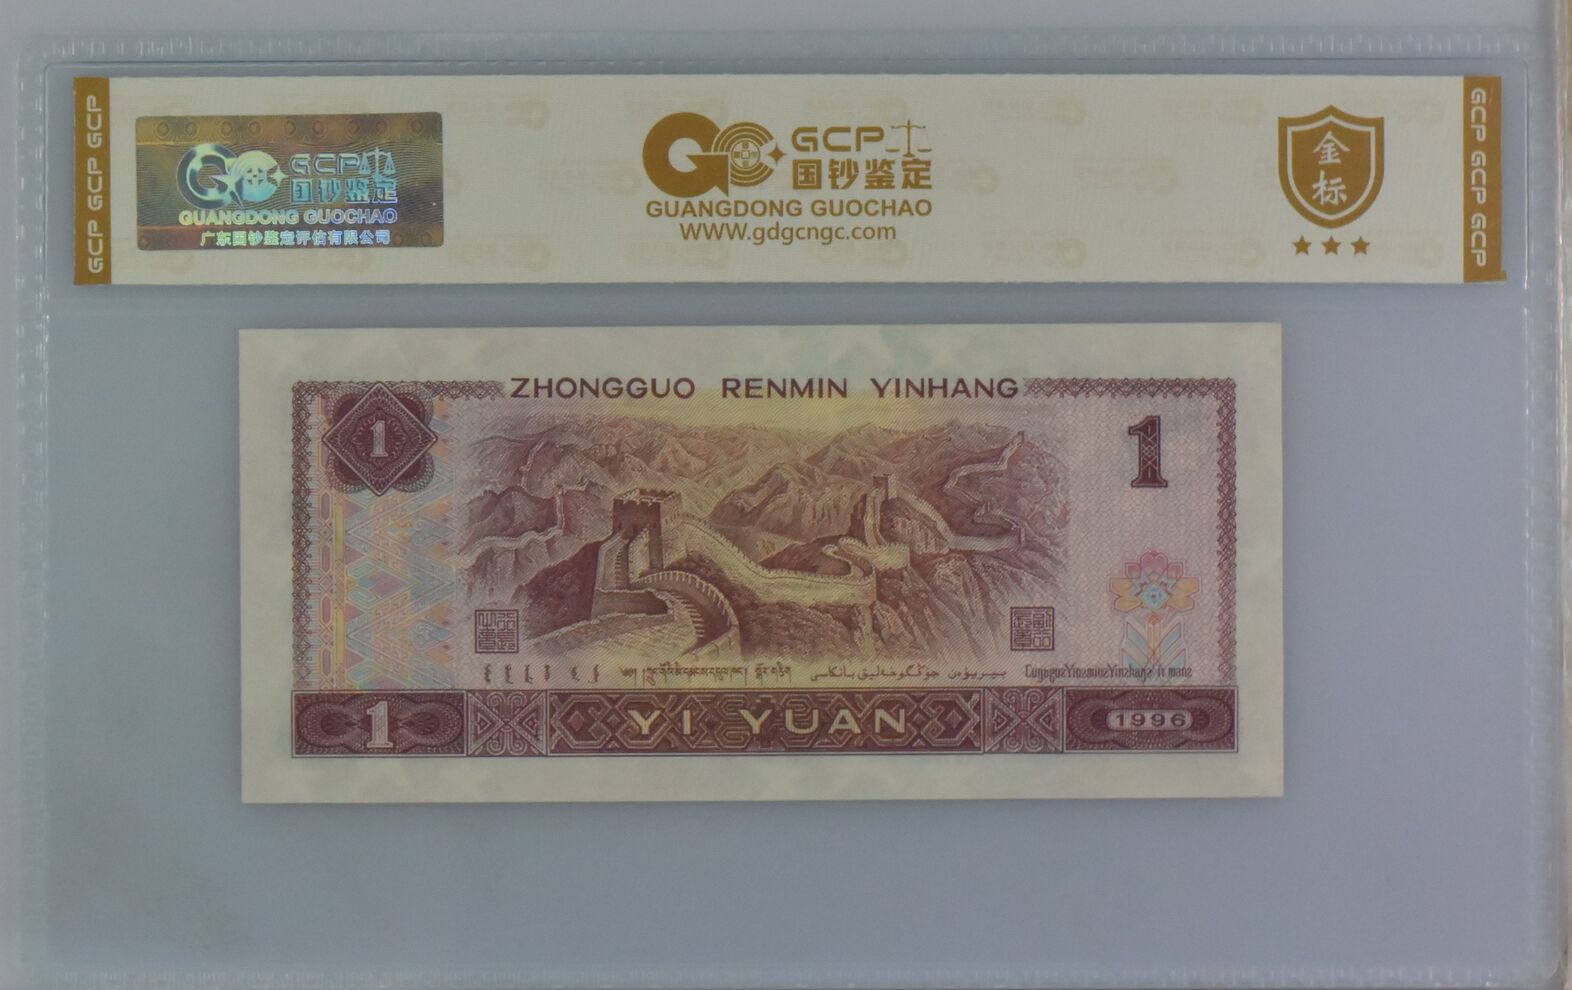 GCP GCP GCP
GCP
国钞鉴定
GUANGDONG GUOCHAO
广东国钞鉴定评估有限公司
GCP
国钞鉴定
GUANGDONG GUOCHAO
WWW.gdgcngc.com
金标
GCP GCP GCP
ZHONGGUO RENMIN YINHANG
1
1
1
YI YUAN
1996